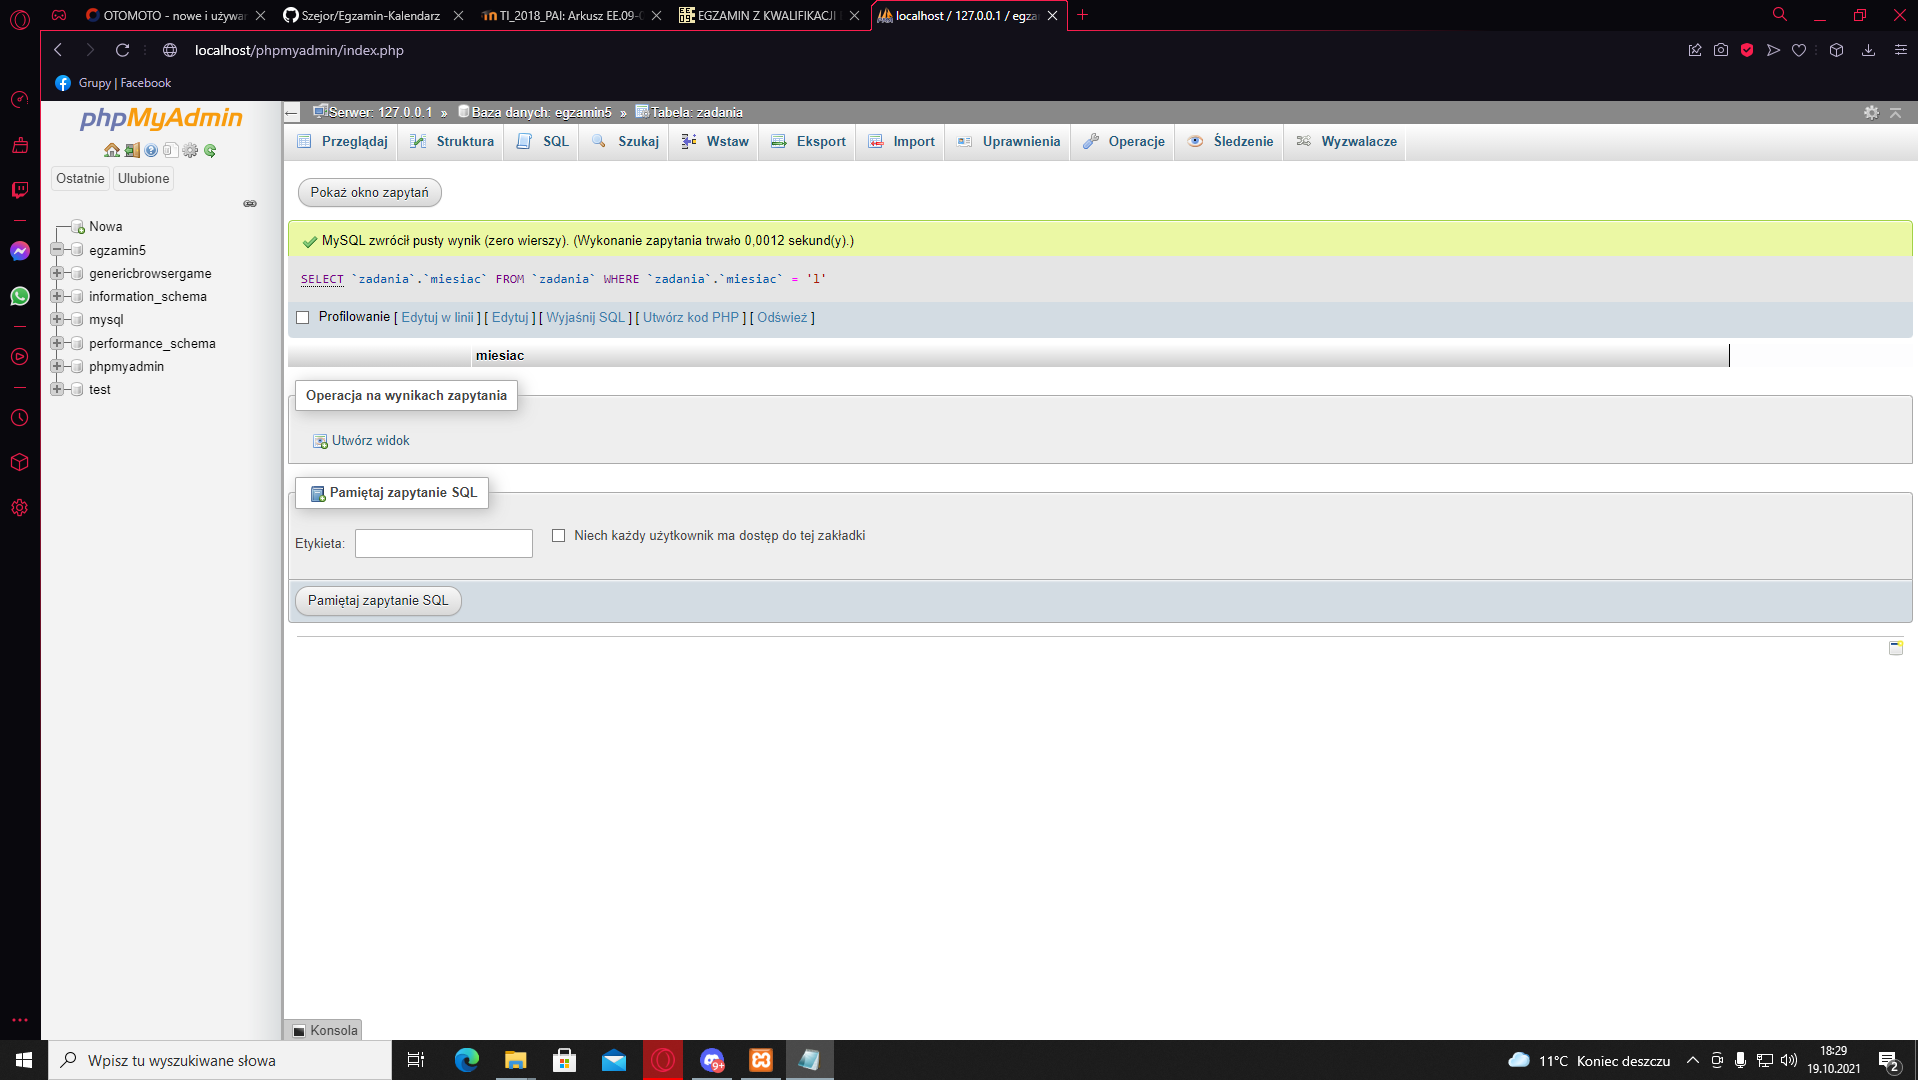 OTOMOTO - nowe i używar
Szejor/Egzamin-Kalendarz
TI_2018_PAI: Arkusz EE.09-0
EGZAMIN Z KWALIFIKACJI
localhost / 127.0.0.1 / egza
localhost/phpmyadmin/index.php
Grupy | Facebook
phpMyAdmin
Ostatnie Ulubione
Nowa
egzamin5
genericbrowsergame
information_schema
mysql
performance_schema
phpmyadmin
test
Serwer: 127.0.0.1 » Baza danych: egzamin5 » Tabela: zadania
Przeglądaj Struktura SQL Szukaj Wstaw Eksport Import Uprawnienia Operacje Śledzenie Wyzwalacze
Pokaż okno zapytań
MySQL zwrócił pusty wynik (zero wierszy). (Wykonanie zapytania trwało 0,0012 sekund(y).)
SELECT `zadania`.`miesiac` FROM `zadania` WHERE `zadania`.`miesiac` = 'l'
Profilowanie [ Edytuj w linii ] [ Edytuj ] [ Wyjaśnij SQL ] [ Utwórz kod PHP ] [ Odśwież ]
miesiac
Operacja na wynikach zapytania
Utwórz widok
Pamiętaj zapytanie SQL
Etykieta:
Niech każdy użytkownik ma dostęp do tej zakładki
Pamiętaj zapytanie SQL
Konsola
Wpisz tu wyszukiwane słowa
9+
11°C Koniec deszczu
18:29
19.10.2021
2